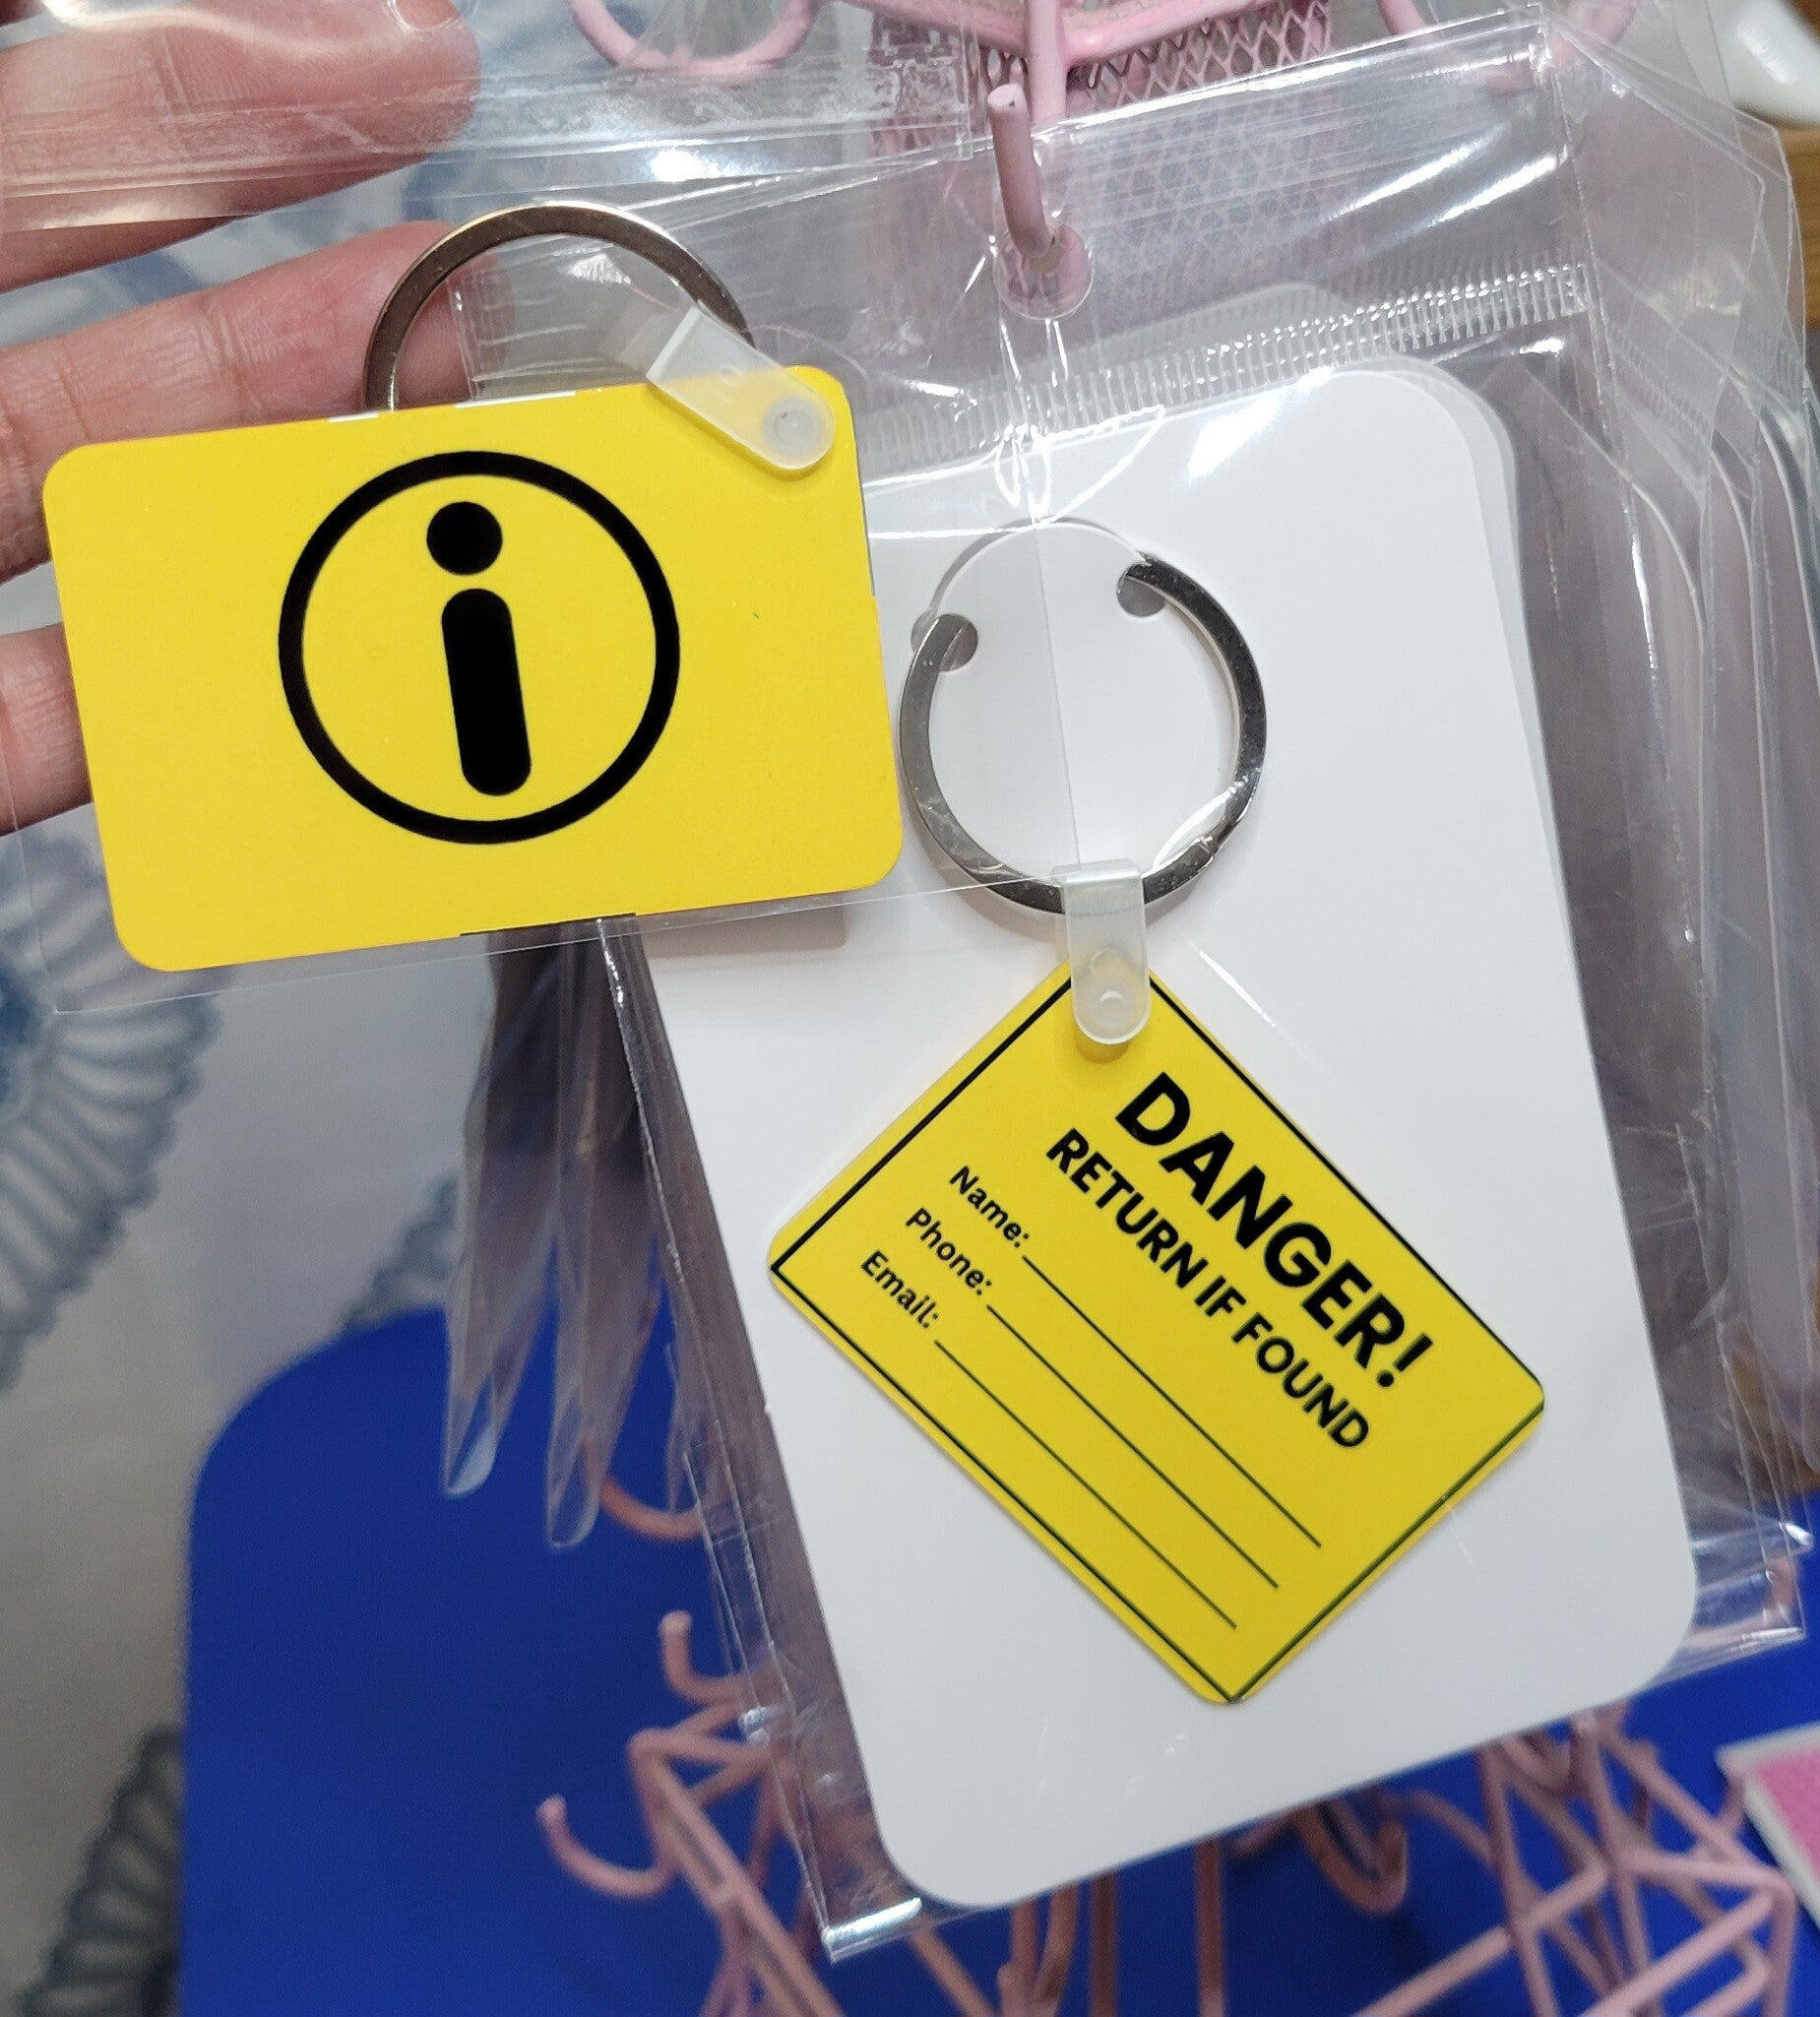 i
DANGER!
RETURN IF FOUND
Name:
Phone:
Email: